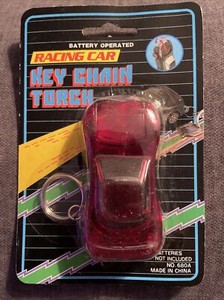 BATTERY OPERATED
RACING CAR
KEY CHAIN
TORCH
BATTERIES
NOT INCLUDED
NO. 680A
MADE IN CHINA